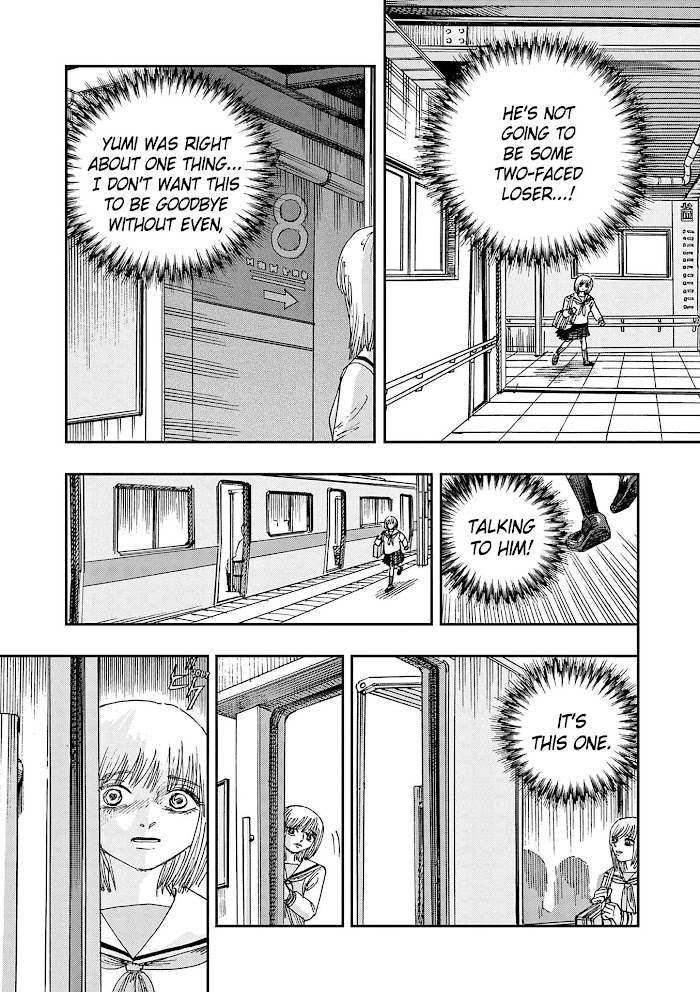 HE'S NOT
GOING TO
BE SOME
TWO-FACED
LOSER...!
YUMI WAS RIGHT
ABOUT ONE THING...
I DON'T WANT THIS
TO BE GOODBYE
WITHOUT EVEN,
8
TALKING
TO HIM!
IT'S
THIS ONE.